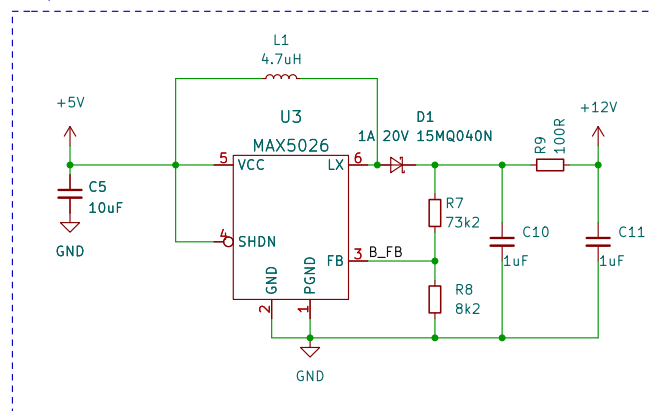 L1
4.7uH
+5V
U3
MAX5026
D1
1A 20V 15MQ040N
+12V
R9
100R
5
VCC
LX
6
C5
10uF
GND
4
SHDN
R7
73k2
C10
1uF
C11
1uF
FB
3
B_FB
GND
PGND
R8
8k2
2
1
GND